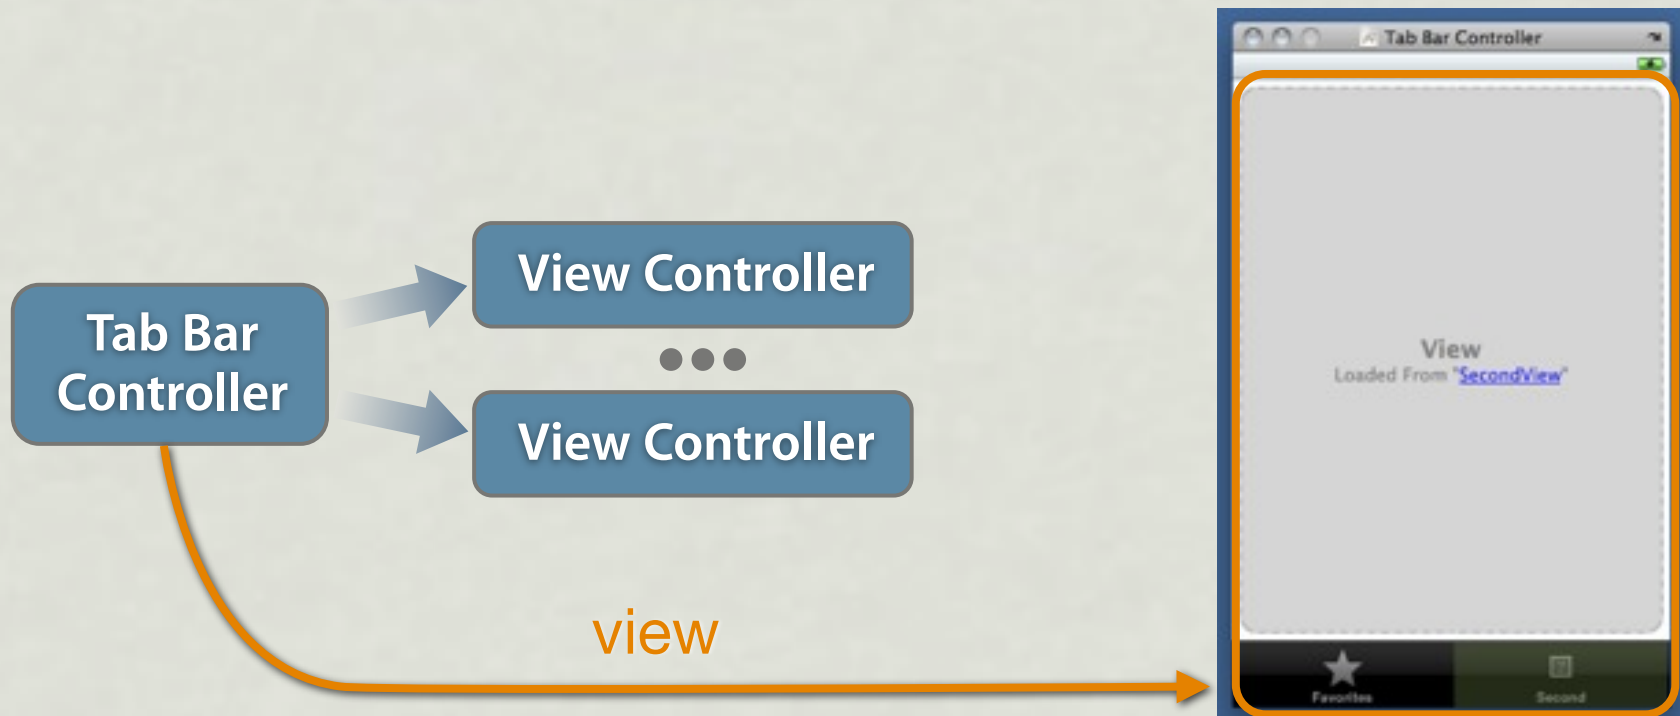 Tab Bar Controller
View Controller
Tab Bar
Controller
View Controller
View
Loaded From "SecondView"
view
Favorites
Second